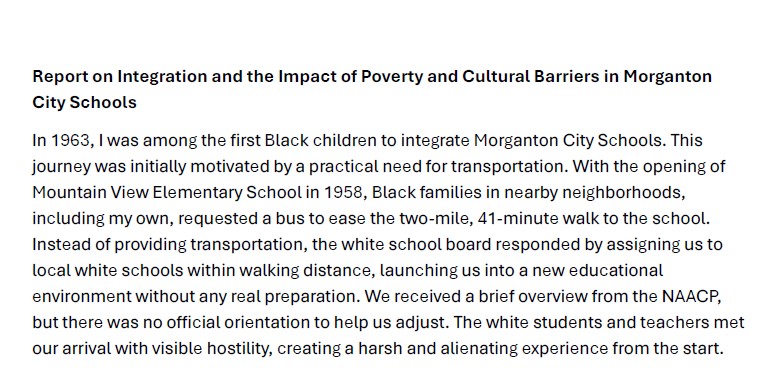 Report on Integration and the Impact of Poverty and Cultural Barriers in Morganton
City Schools
In 1963, I was among the first Black children to integrate Morganton City Schools. This
journey was initially motivated by a practical need for transportation. With the opening of
Mountain View Elementary School in 1958, Black families in nearby neighborhoods,
including my own, requested a bus to ease the two-mile, 41-minute walk to the school.
Instead of providing transportation, the white school board responded by assigning us to
local white schools within walking distance, launching us into a new educational
environment without any real preparation. We received a brief overview from the NAACP,
but there was no official orientation to help us adjust. The white students and teachers met
our arrival with visible hostility, creating a harsh and alienating experience from the start.